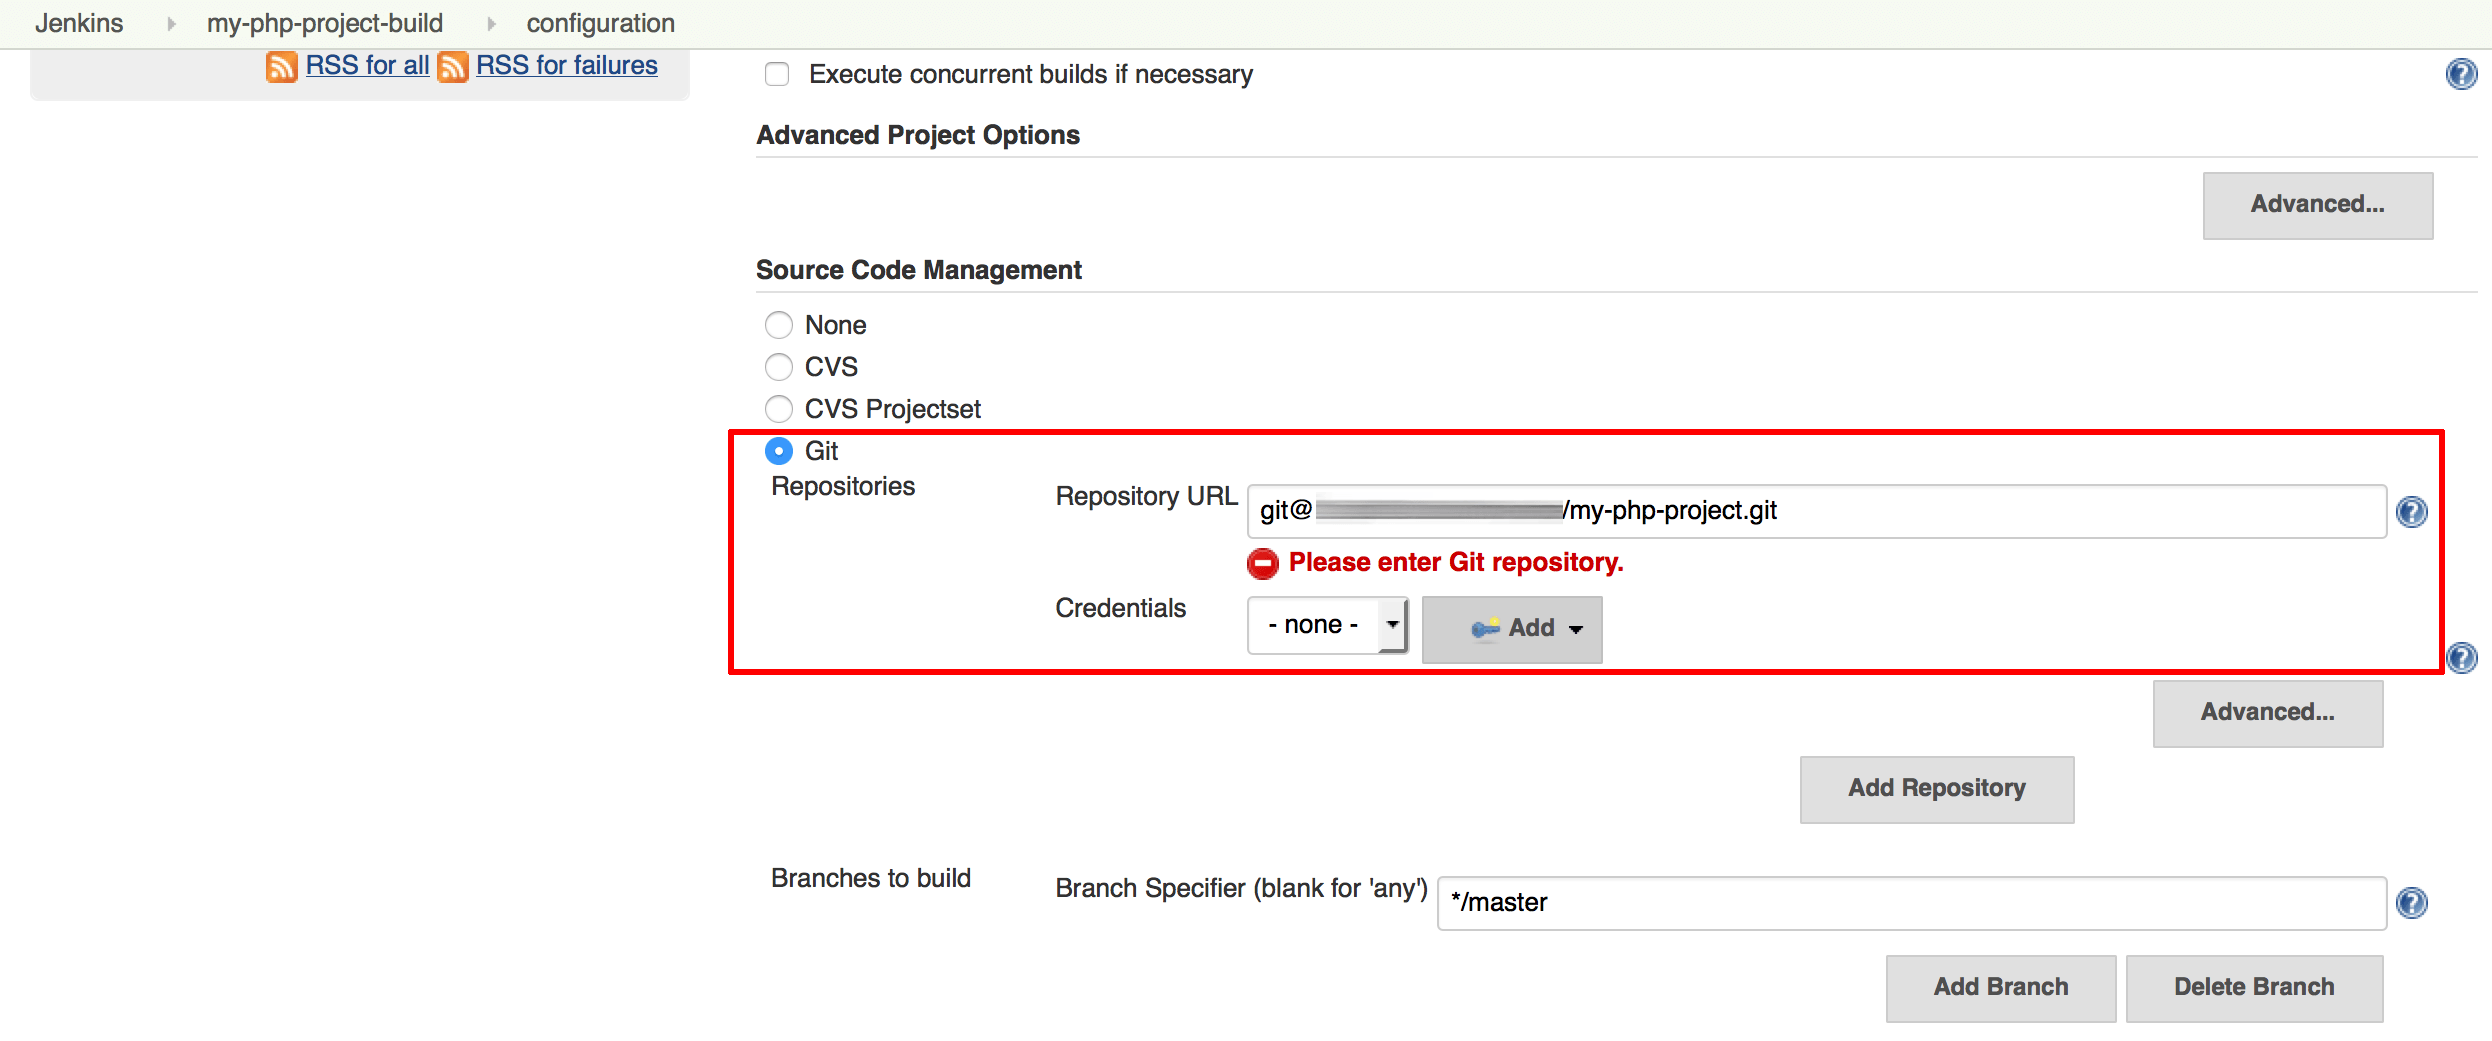 Jenkins my-php-project-build configuration
RSS for all RSS for failures
Execute concurrent builds if necessary
Advanced Project Options
Advanced...
Source Code Management
None
CVS
CVS Projectset
Git
Repositories
Repository URL git@ /my-php-project.git
Please enter Git repository.
Credentials - none - Add
Advanced...
Add Repository
Branches to build Branch Specifier (blank for 'any') */master
Add Branch Delete Branch